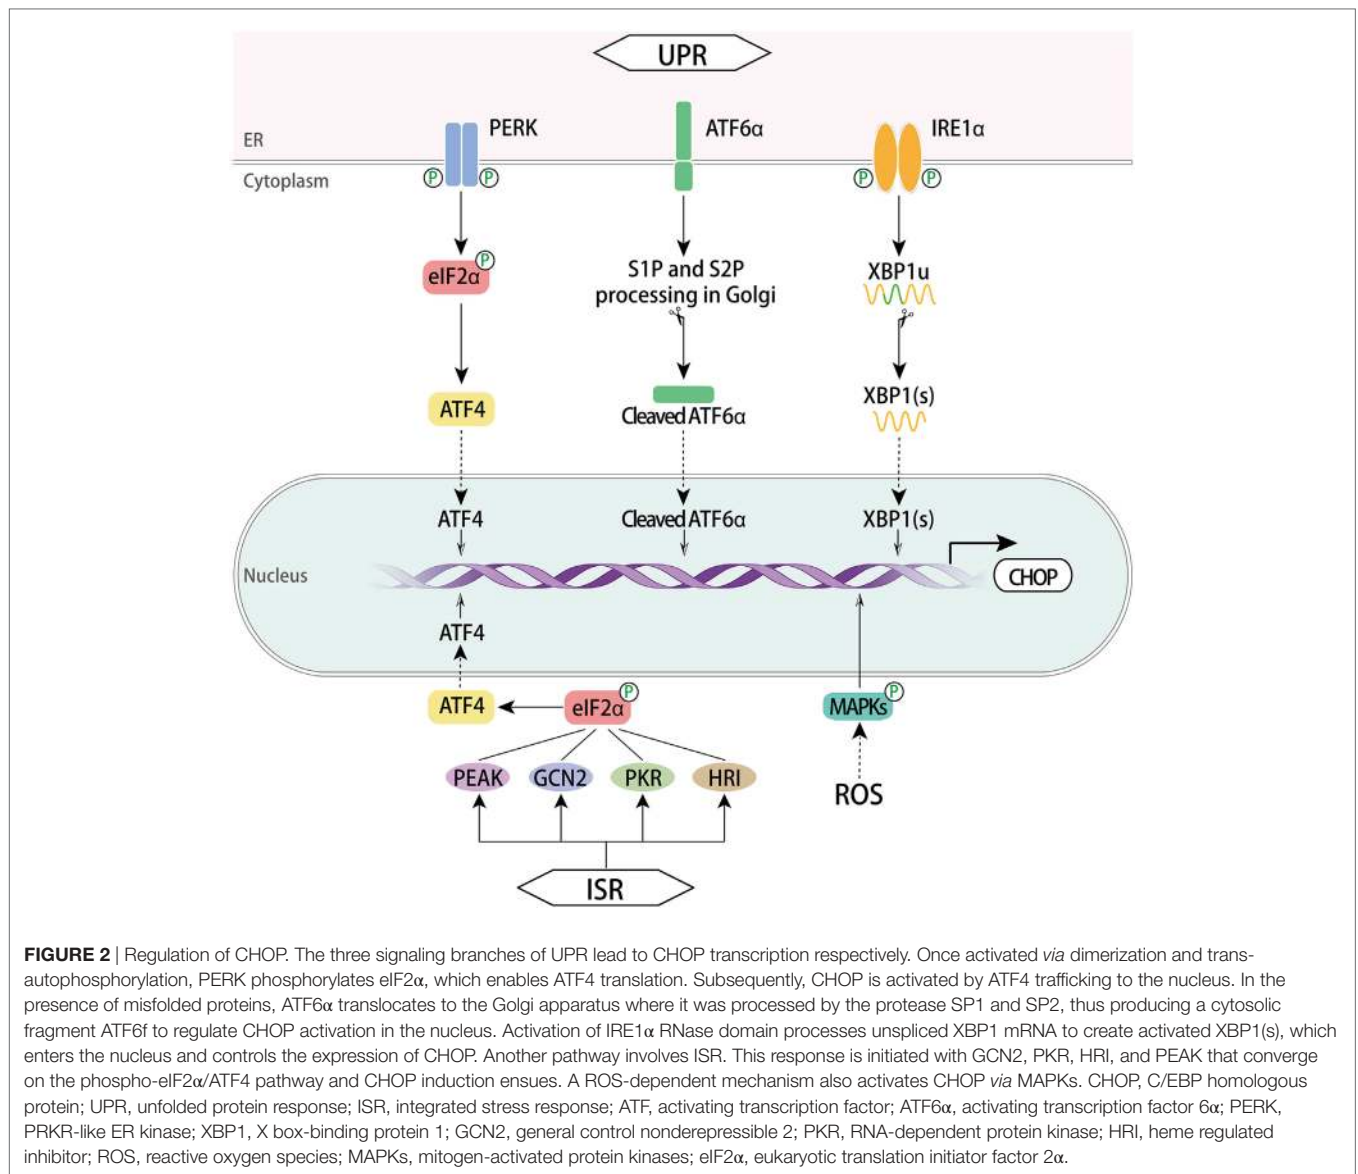 UPR
PERK
ATF6α
IRE1α
ER
Cytoplasm
P
P
P
P
eIF2α
P
S1P and S2P
processing in Golgi
XBP1u
ATF4
Cleaved ATF6α
XBP1(s)
ATF4
Cleaved ATF6α
XBP1(s)
Nucleus
CHOP
ATF4
ATF4
eIF2α
P
MAPKs
P
PEAK
GCN2
PKR
HRI
ROS
ISR
FIGURE 2 | Regulation of CHOP. The three signaling branches of UPR lead to CHOP transcription respectively. Once activated via dimerization and trans-
autophosphorylation, PERK phosphorylates eIF2α, which enables ATF4 translation. Subsequently, CHOP is activated by ATF4 trafficking to the nucleus. In the
presence of misfolded proteins, ATF6α translocates to the Golgi apparatus where it was processed by the protease SP1 and SP2, thus producing a cytosolic
fragment ATF6f to regulate CHOP activation in the nucleus. Activation of IRE1α RNase domain processes unspliced XBP1 mRNA to create activated XBP1(s), which
enters the nucleus and controls the expression of CHOP. Another pathway involves ISR. This response is initiated with GCN2, PKR, HRI, and PEAK that converge
on the phospho-eIF2α/ATF4 pathway and CHOP induction ensues. A ROS-dependent mechanism also activates CHOP via MAPKs. CHOP, C/EBP homologous
protein; UPR, unfolded protein response; ISR, integrated stress response; ATF, activating transcription factor; ATF6α, activating transcription factor 6α; PERK,
PRKR-like ER kinase; XBP1, X box-binding protein 1; GCN2, general control nonderepressible 2; PKR, RNA-dependent protein kinase; HRI, heme regulated
inhibitor; ROS, reactive oxygen species; MAPKs, mitogen-activated protein kinases; eIF2α, eukaryotic translation initiator factor 2α.